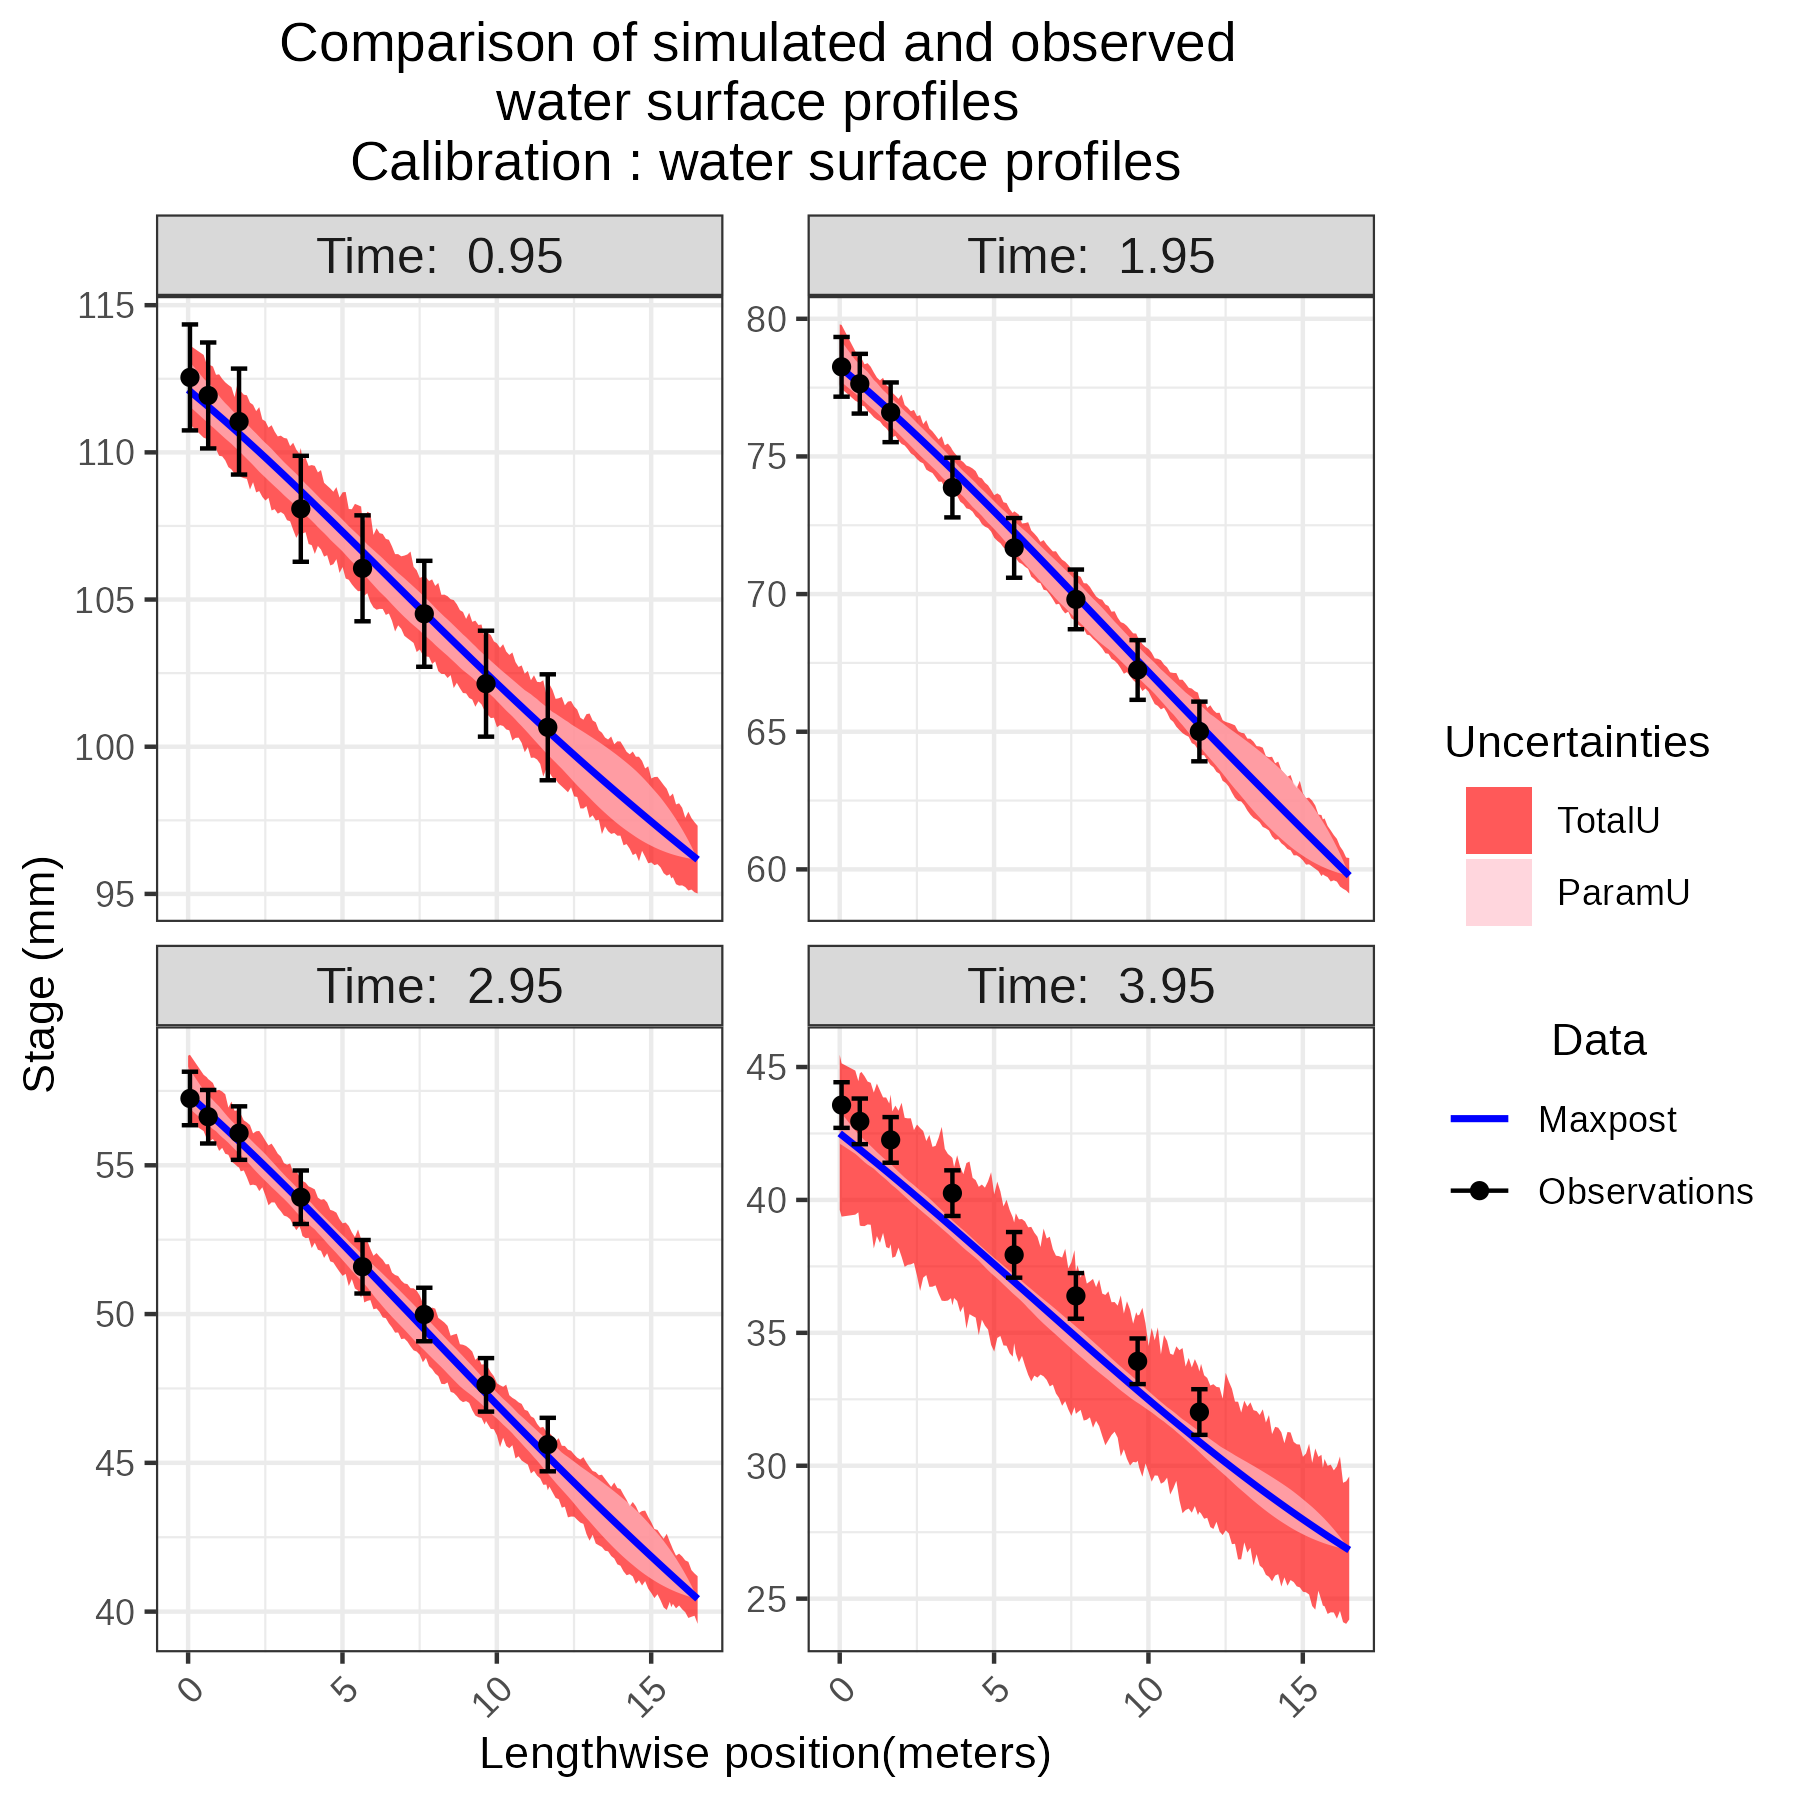 Comparison of simulated and observed
water surface profiles
Calibration : water surface profiles
Time: 0.95
Time: 1.95
115
110
105
100
95
80
75
70
65
60
Time: 2.95
Time: 3.95
55
50
45
40
45
40
35
30
25
0
5
10
15
0
5
10
15
Stage (mm)
Lengthwise position(meters)
Uncertainties
TotalU
ParamU
Data
Maxpost
Observations